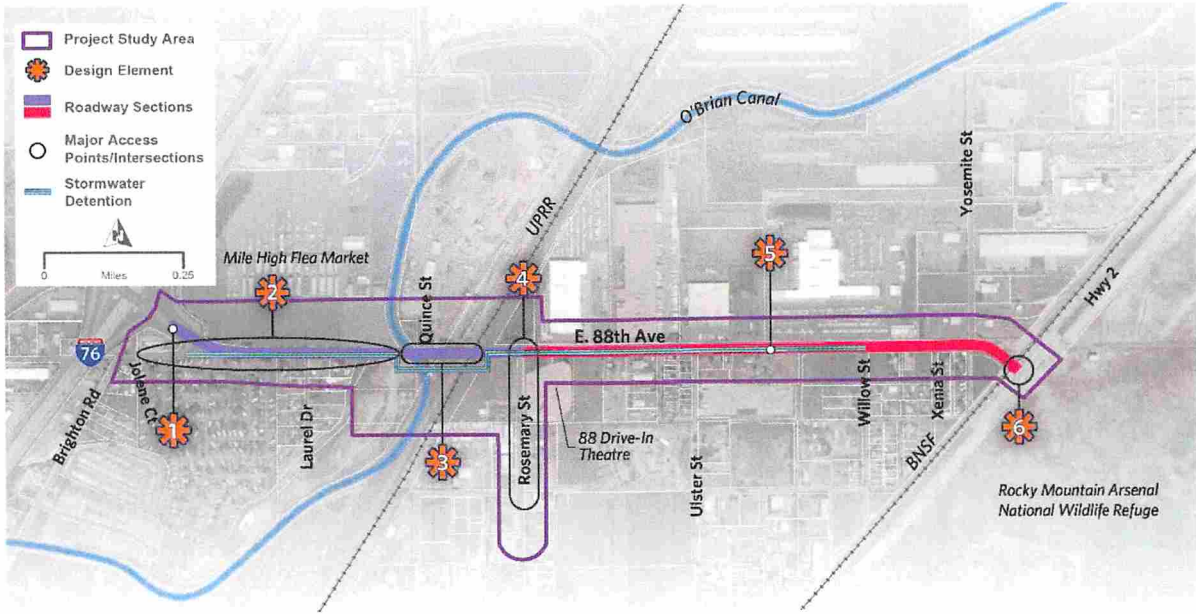 Project Study Area
Design Element
Roadway Sections
Major Access
Points/Intersections
Stormwater
Detention
0
Miles
0.25
Mile High Flea Market
O'Brian Canal
UPRR
Yosemite St
Hwy 2
2
4
5
Quince St
E. 88th Ave
76
Brighton Rd
Jolene Ct
1
Laurel Dr
3
Rosemary St
88 Drive-In
Theatre
Ulster St
Willow St
Xenia St
BNSF
6
Rocky Mountain Arsenal
National Wildlife Refuge